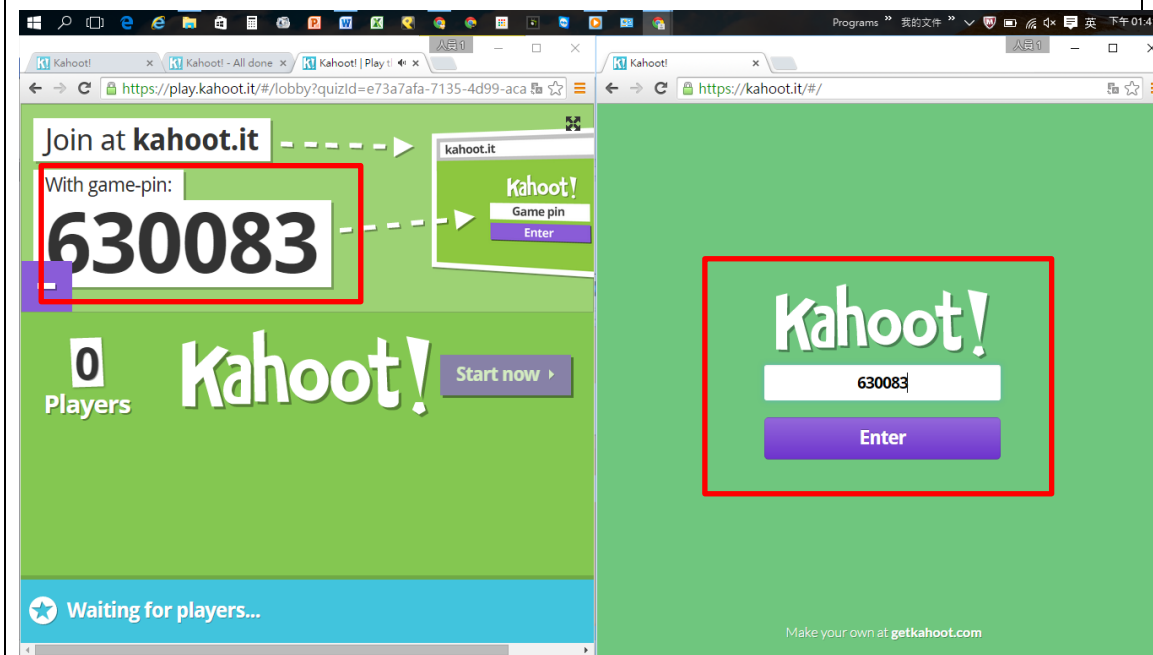 Programs » 我的文件 » 英 下午 01:4
人員1
Kahoot!
Kahoot! - All done
Kahoot! | Play t
https://play.kahoot.it/#/lobby?quizId=e73a7afa-7135-4d99-aca
Join at kahoot.it
With game-pin:
630083
kahoot.it
Kahoot!
Game pin
Enter
0
Players
Kahoot!
Start now
Waiting for players...
人員1
Kahoot!
https://kahoot.it/#/
Kahoot!
630083
Enter
Make your own at getkahoot.com